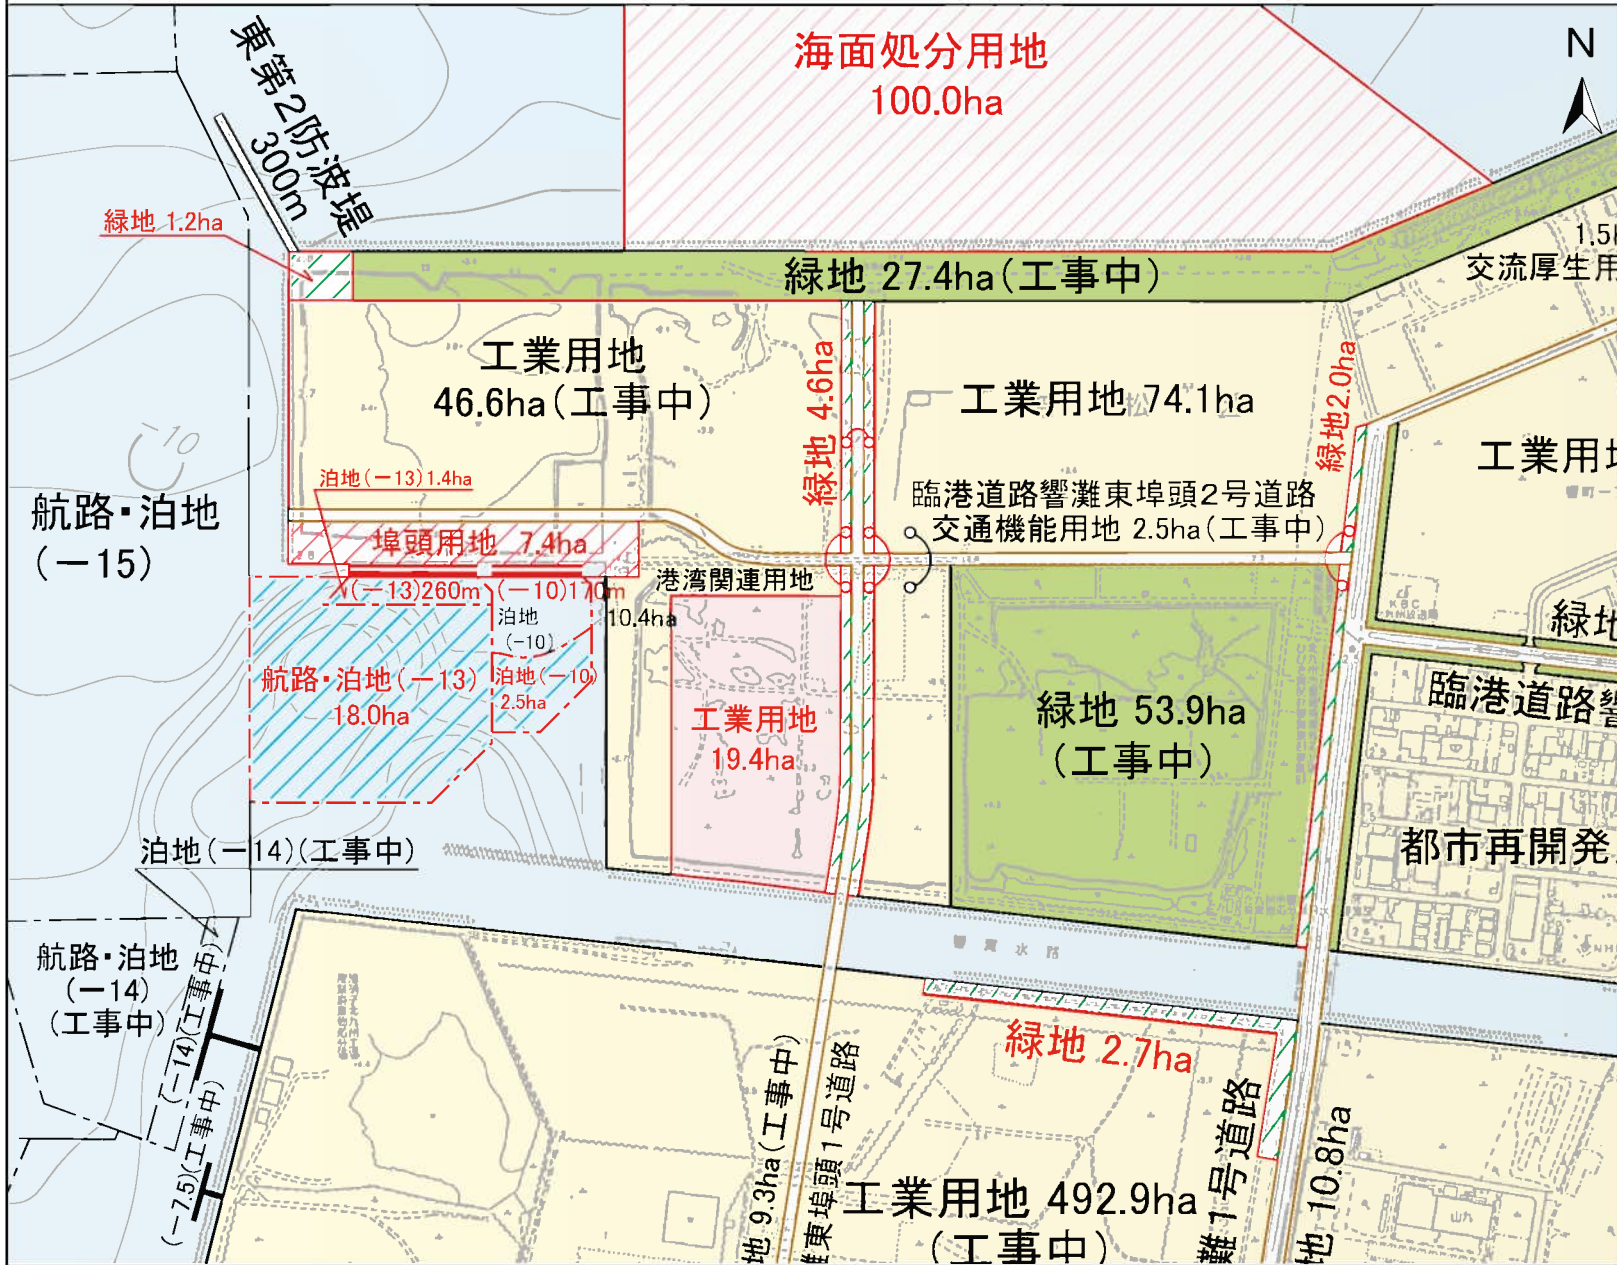 海面処分用地
100.0ha
N
東第2防波堤
300m
緑地 1.2ha
緑地 27.4ha(工事中)
交流厚生用
工業用地
46.6ha(工事中)
緑地 4.6ha
工業用地 74.1ha
緑地2.0ha
工業用地
航路・泊地
(-15)
泊地(-13)1.4ha
臨港道路響灘東埠頭2号道路
交通機能用地 2.5ha(工事中)
埠頭用地 7.4ha
(-13)260m
(-10)170m
港湾関連用地
10.4ha
泊地
(-10)
航路・泊地(-13)
18.0ha
泊地(-10)
2.5ha
工業用地
19.4ha
緑地 53.9ha
(工事中)
緑地
臨港道路響
都市再開発
泊地(-14)(工事中)
航路・泊地
(-14)
(工事中)
(-14)(工事中)
(-7.5)(工事中)
緑地 2.7ha
地 9.3ha(工事中)
東埠頭1号道路
工業用地 492.9ha
(工事中)
灘1号道路
地 10.8ha